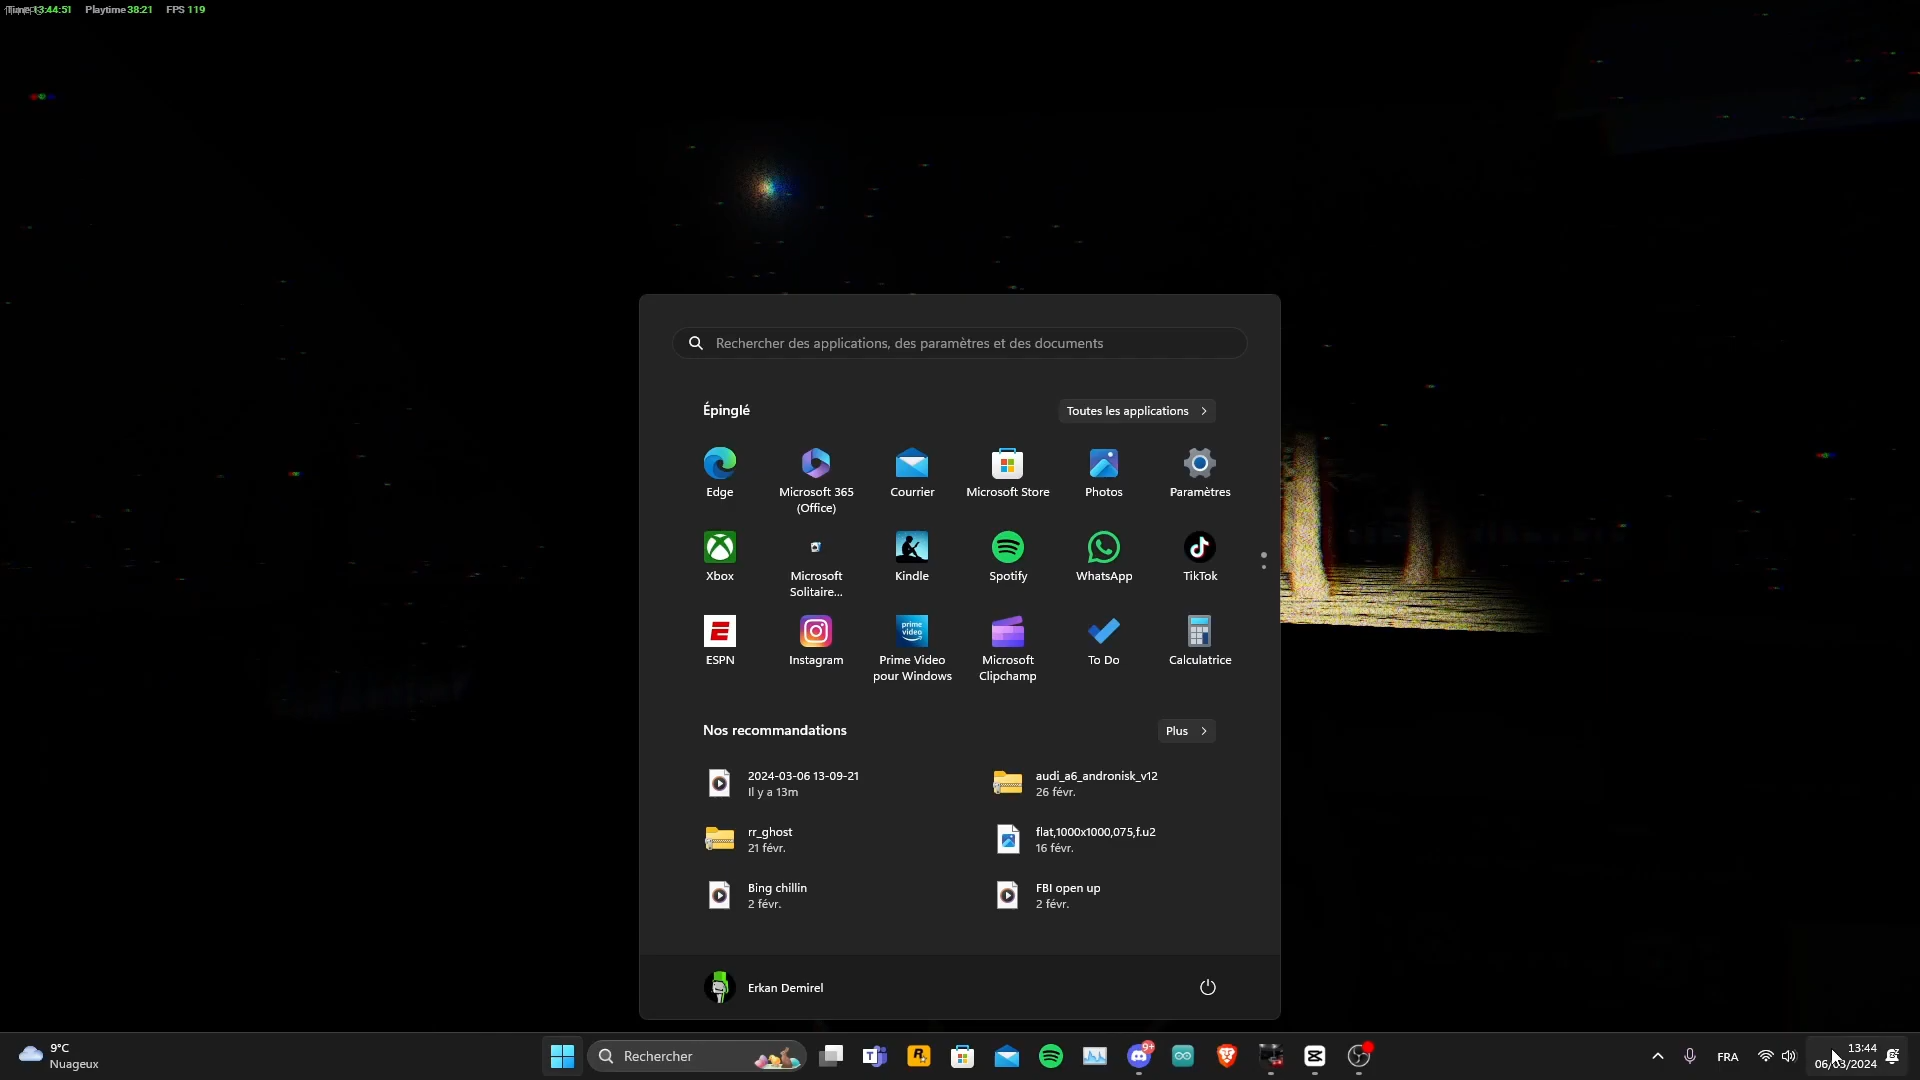 Time 13:44:51 Playtime 38:21 FPS 119
Rechercher des applications, des paramètres et des documents
Épinglé
Toutes les applications
Edge
Microsoft 365
(Office)
Courrier
Microsoft Store
Photos
Paramètres
Xbox
Microsoft
Solitaire...
Kindle
Spotify
WhatsApp
TikTok
ESPN
Instagram
prime
video
Prime Video
pour Windows
Microsoft
Clipchamp
To Do
Calculatrice
Nos recommandations
Plus
2024-03-06 13-09-21
Il y a 13m
audi_a6_andronisk_v12
26 févr.
rr_ghost
21 févr.
flat,1000x1000,075,f.u2
16 févr.
Bing chillin
2 févr.
FBI open up
2 févr.
Erkan Demirel
9°C
Nuageux
Rechercher
9+
FRA
13:44
06/03/2024